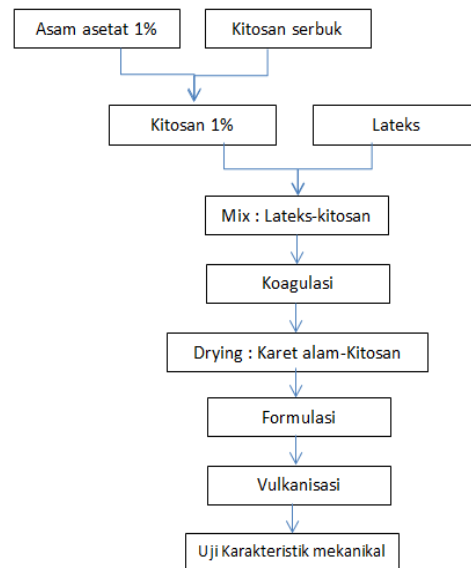 Asam asetat 1%
Kitosan serbuk
Kitosan 1%
Lateks
Mix : Lateks-kitosan
Koagulasi
Drying : Karet alam-Kitosan
Formulasi
Vulkanisasi
Uji Karakteristik mekanikal